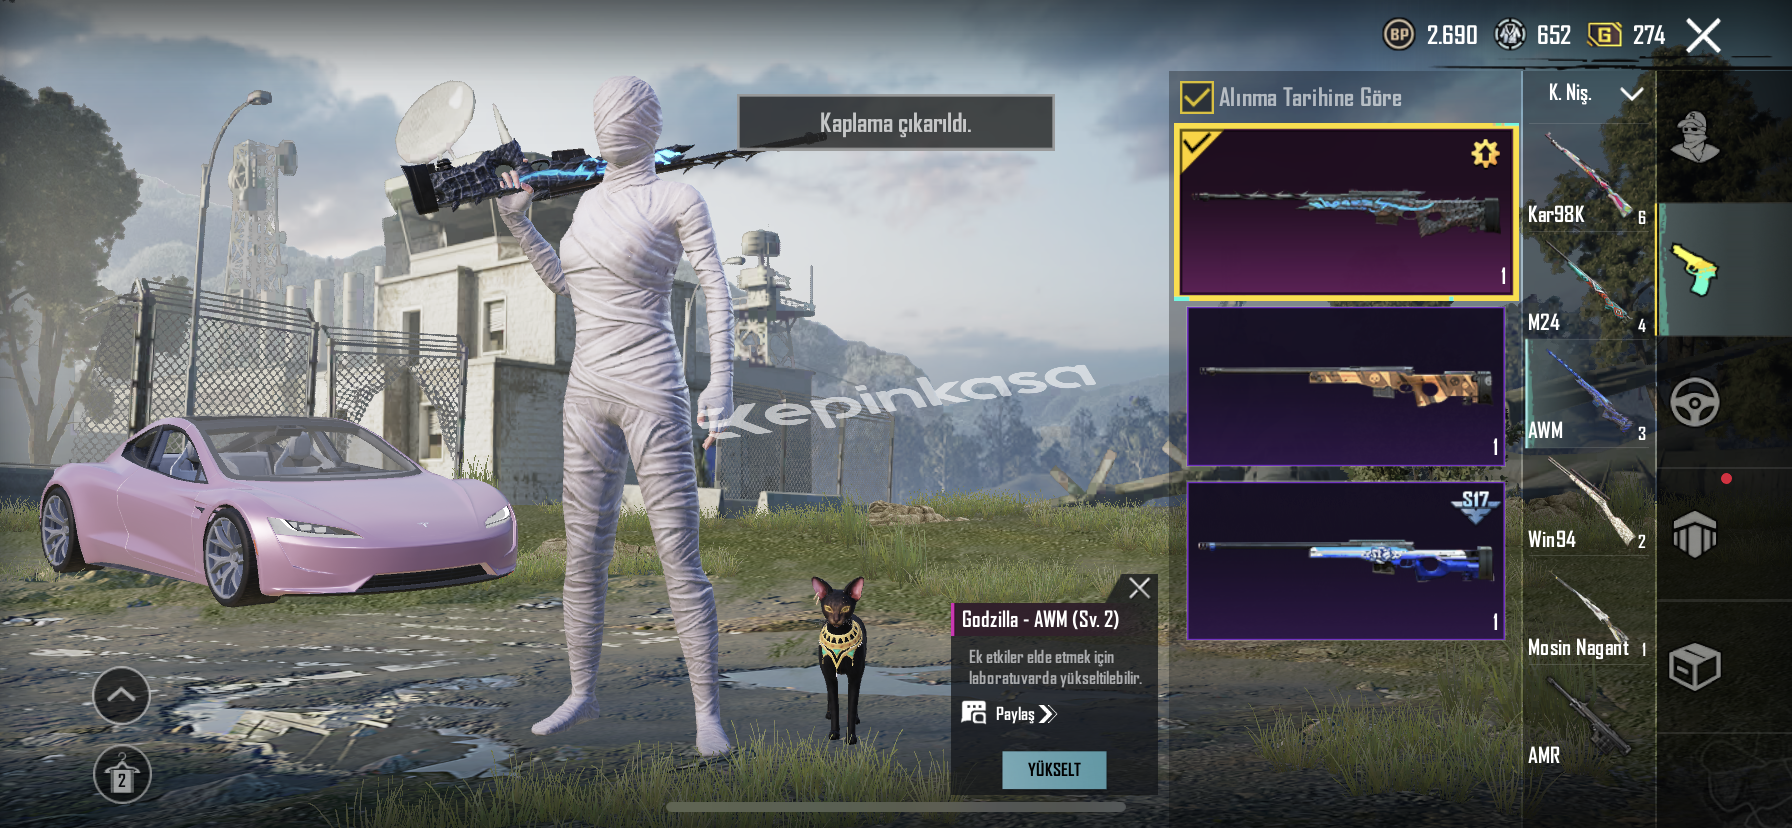 BP 2.690 652 G 274
Alınma Tarihine Göre
K. Niş.
Kaplama çıkarıldı.
1
1
S17
1
Kar98K 6
M24 4
AWM 3
Win94 2
Mosin Nagant 1
AMR
Kepinkasa
Godzilla - AWM (Sv. 2)
Ek etkiler elde etmek için
laboratuvarda yükseltilebilir.
Paylaş
YÜKSELT
2